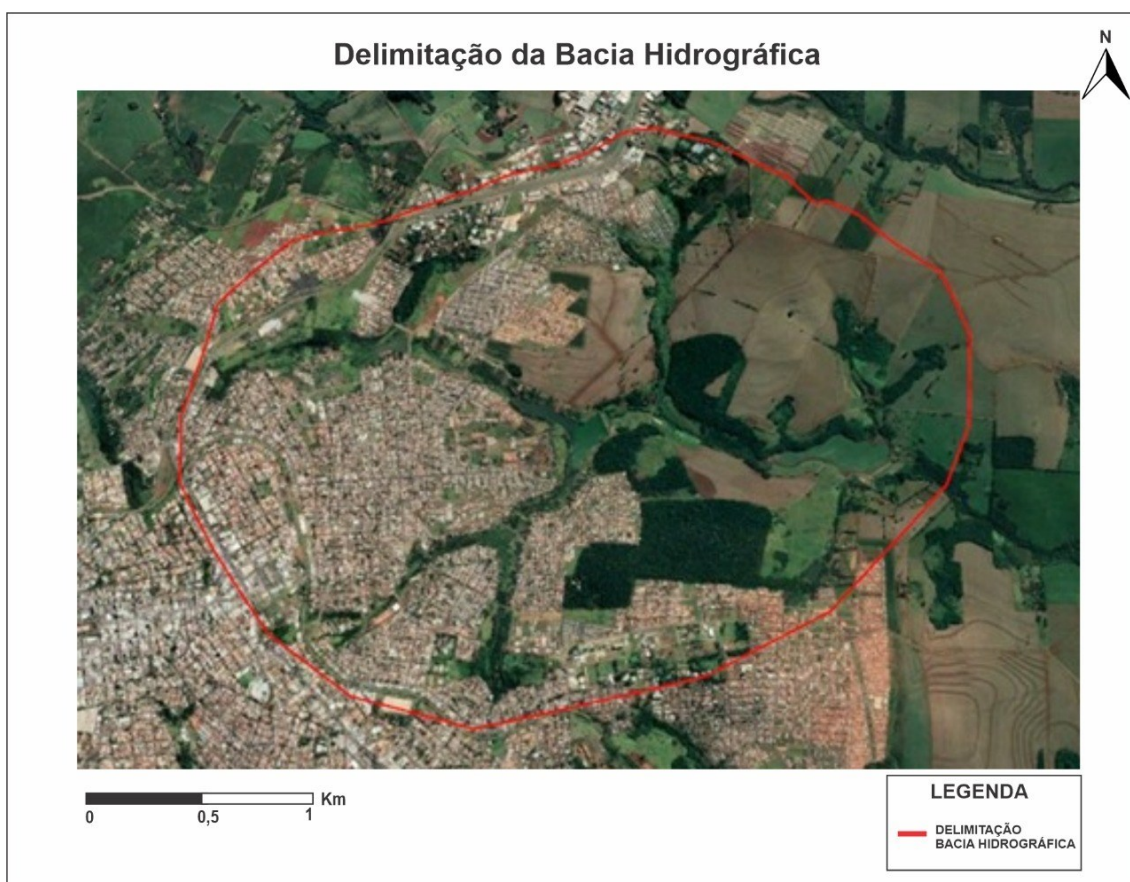 Delimitação da Bacia Hidrográfica
N
Km
0 0,5 1
LEGENDA
DELIMITAÇÃO
BACIA HIDROGRÁFICA